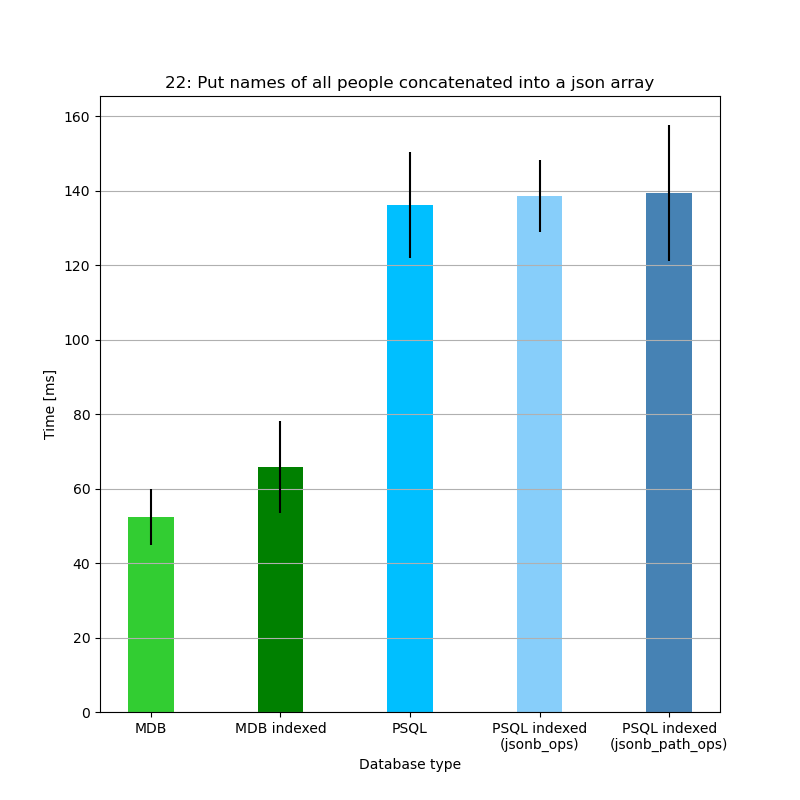 22: Put names of all people concatenated into a json array
160
140
120
100
80
60
40
20
0
Time [ms]
MDB
MDB indexed
PSQL
PSQL indexed
(jsonb_ops)
PSQL indexed
(jsonb_path_ops)
Database type